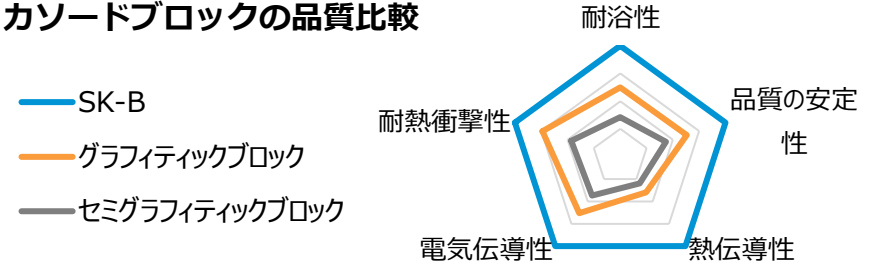 カソードブロックの品質比較
SK-B
グラフィティックブロック
セミグラフィティックブロック
耐浴性
品質の安定
性
熱伝導性
電気伝導性
耐熱衝撃性